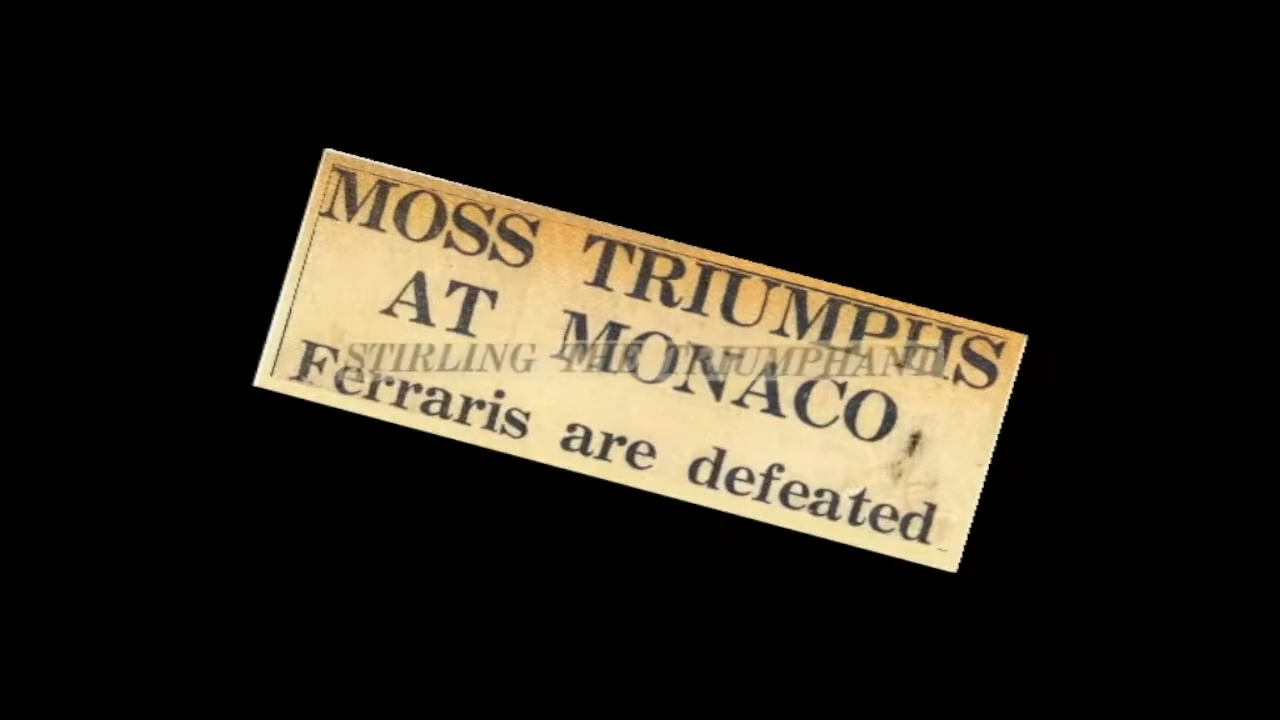 MOSS TRIUMPHS
AT MONACO
Ferraris are defeated
STIRLING THE TRIUMPHANT